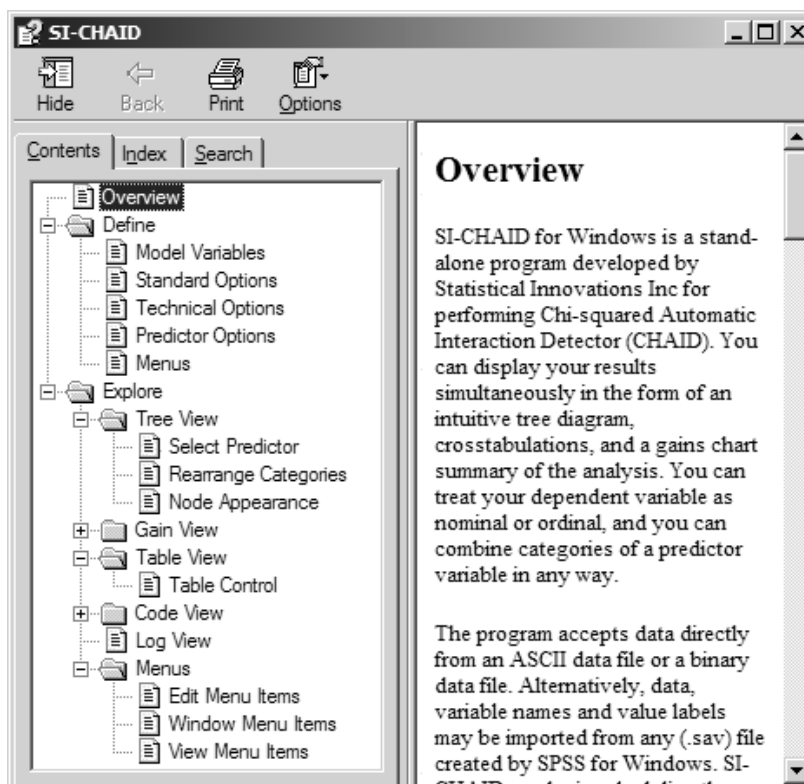 SI-CHAID
Hide Back Print Options
Contents Index Search
Overview
Define
Model Variables
Standard Options
Technical Options
Predictor Options
Menus
Explore
Tree View
Select Predictor
Rearrange Categories
Node Appearance
Gain View
Table View
Table Control
Code View
Log View
Menus
Edit Menu Items
Window Menu Items
View Menu Items
Overview
SI-CHAID for Windows is a stand-
alone program developed by
Statistical Innovations Inc for
performing Chi-squared Automatic
Interaction Detector (CHAID). You
can display your results
simultaneously in the form of an
intuitive tree diagram,
crosstabulations, and a gains chart
summary of the analysis. You can
treat your dependent variable as
nominal or ordinal, and you can
combine categories of a predictor
variable in any way.
The program accepts data directly
from an ASCII data file or a binary
data file. Alternatively, data,
variable names and value labels
may be imported from any (.sav) file
created by SPSS for Windows. SI-